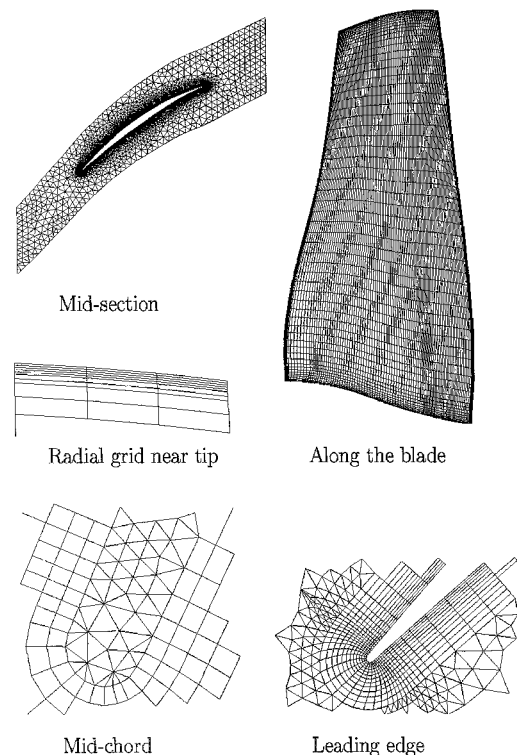 Mid-section
Radial grid near tip
Along the blade
Mid-chord
Leading edge